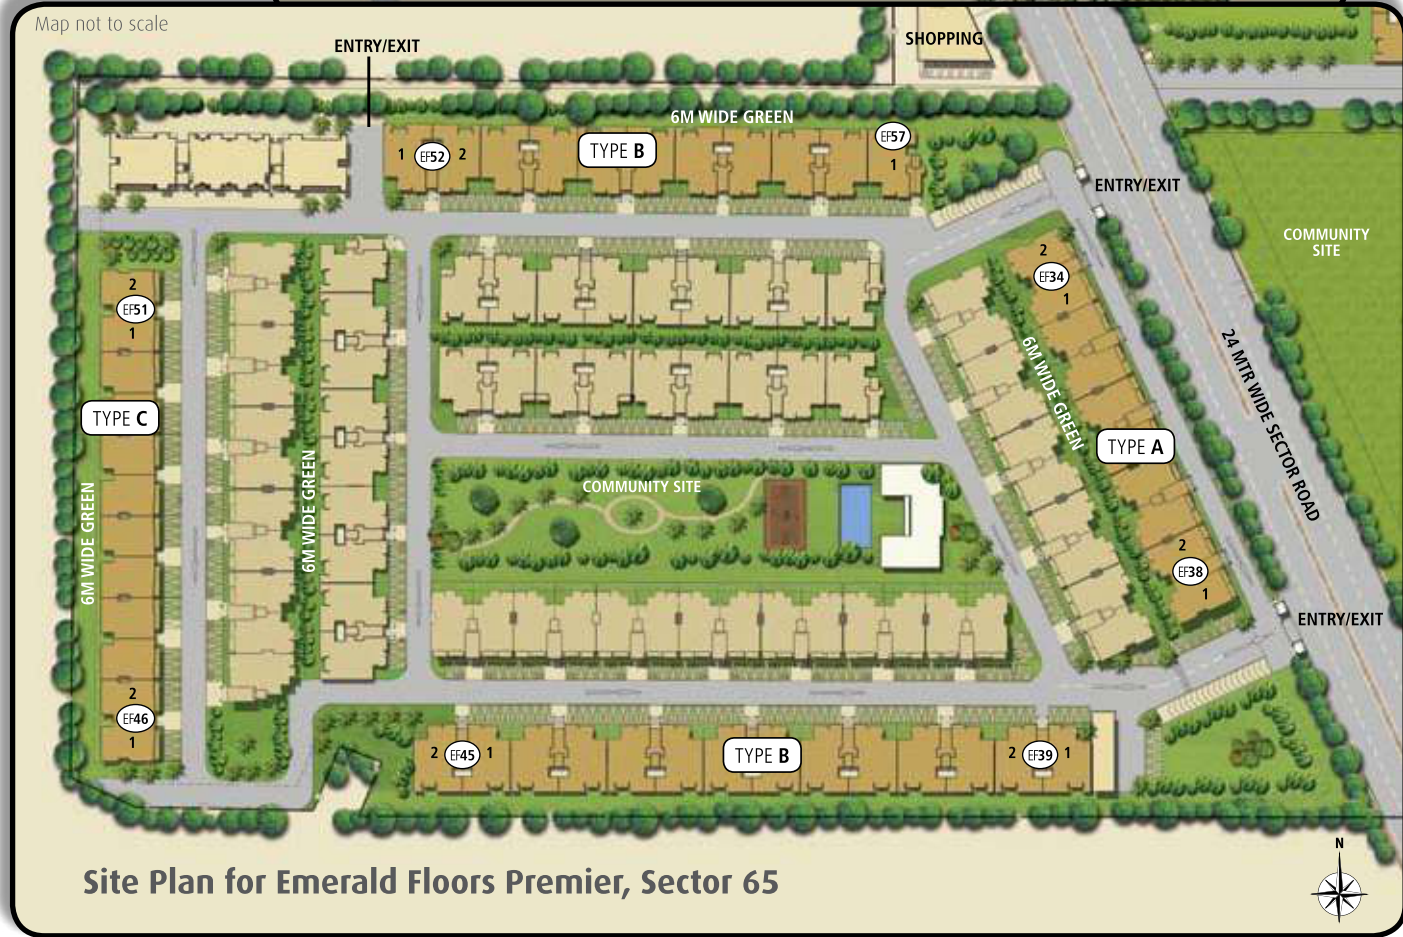 Map not to scale
ENTRY/EXIT
SHOPPING
6M WIDE GREEN
1 EF52 2
TYPE B
EF57
1
ENTRY/EXIT
COMMUNITY
SITE
2
EF34
1
2
EF51
1
24 MTR WIDE SECTOR ROAD
6M WIDE GREEN
TYPE C
TYPE A
6M WIDE GREEN
6M WIDE GREEN
COMMUNITY SITE
2
EF38
1
ENTRY/EXIT
2
EF46
1
2 EF45 1
TYPE B
2 EF39 1
N
Site Plan for Emerald Floors Premier, Sector 65